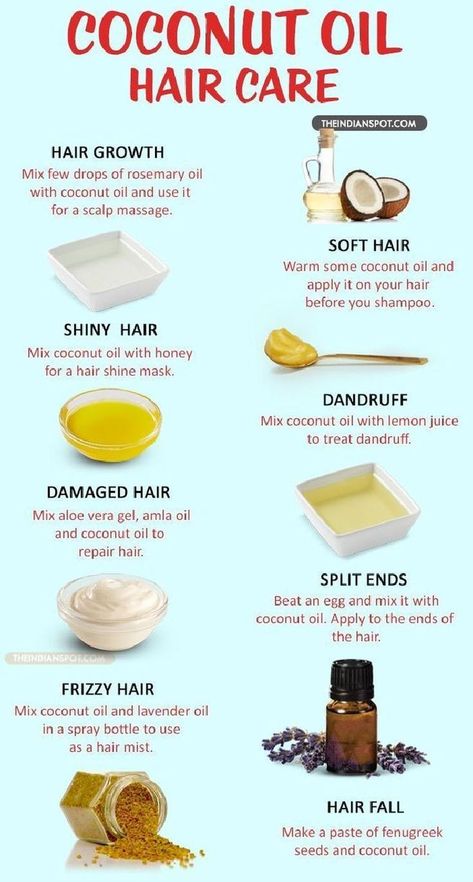 COCONUT OIL
HAIR CARE
THEINDIANSPOT.COM
HAIR GROWTH
Mix few drops of rosemary oil
with coconut oil and use it
for a scalp massage.
SOFT HAIR
Warm some coconut oil and
apply it on your hair
before you shampoo.
SHINY HAIR
Mix coconut oil with honey
for a hair shine mask.
DANDRUFF
Mix coconut oil with lemon juice
to treat dandruff.
DAMAGED HAIR
Mix aloe vera gel, amla oil
and coconut oil to
repair hair.
SPLIT ENDS
Beat an egg and mix it with
coconut oil. Apply to the ends of
the hair.
THEINDIANSPOT.COM
FRIZZY HAIR
Mix coconut oil and lavender oil
in a spray bottle to use
as a hair mist.
HAIR FALL
Make a paste of fenugreek
seeds and coconut oil.